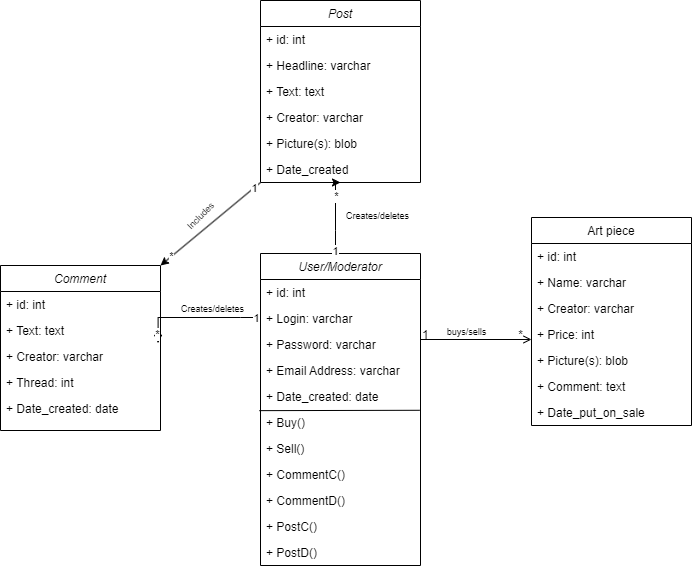 Post
+ id: int
+ Headline: varchar
+ Text: text
+ Creator: varchar
+ Picture(s): blob
+ Date_created
1
*
Includes
*
Creates/deletes
1
Comment
+ id: int
+ Text: text
+ Creator: varchar
+ Thread: int
+ Date_created: date
Creates/deletes
*
1
User/Moderator
+ id: int
+ Login: varchar
+ Password: varchar
+ Email Address: varchar
+ Date_created: date
+ Buy()
+ Sell()
+ CommentC()
+ CommentD()
+ PostC()
+ PostD()
1
buys/sells
*
Art piece
+ id: int
+ Name: varchar
+ Creator: varchar
+ Price: int
+ Picture(s): blob
+ Comment: text
+ Date_put_on_sale